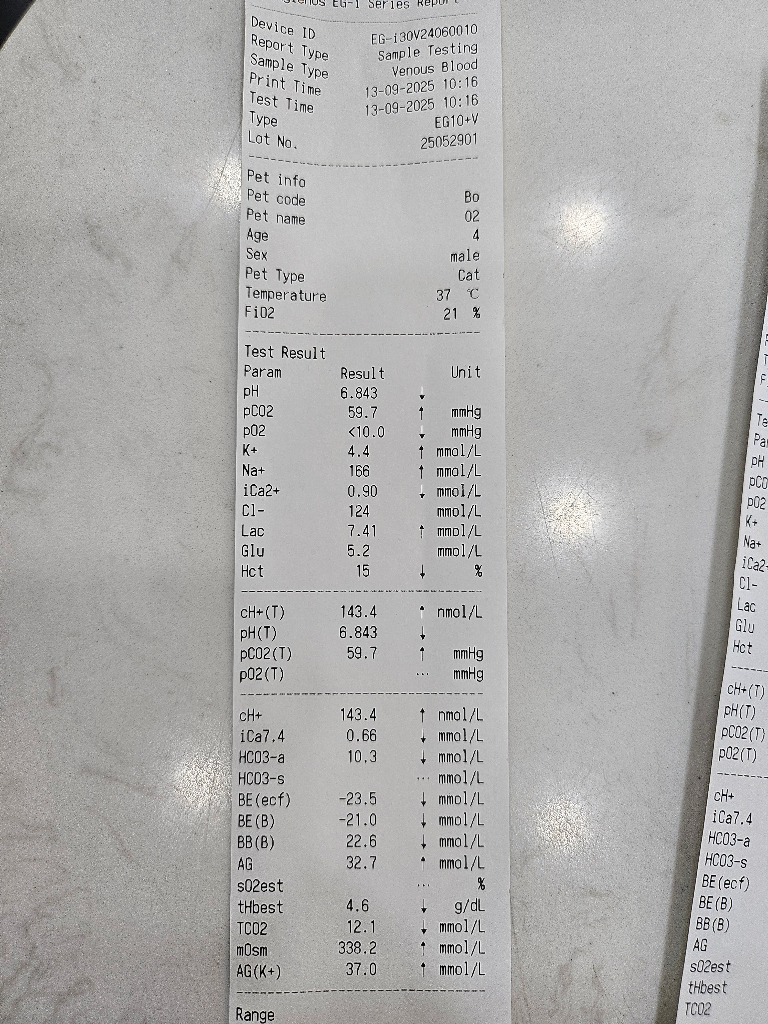 EG-i Series Report
Device ID EG-i30V24060010
Report Type Sample Testing
Sample Type Venous Blood
Print Time 13-09-2025 10:16
Test Time 13-09-2025 10:16
Type EG10+V
Lot No. 25052901
Pet info
Pet code Bo
Pet name 02
Age 4
Sex male
Pet Type Cat
Temperature 37 ℃
FiO2 21 %
Test Result
Param Result Unit
pH 6.843 ↓
pCO2 59.7 ↑ mmHg
pO2 <10.0 ↓ mmHg
K+ 4.4 ↑ mmol/L
Na+ 166 ↑ mmol/L
iCa2+ 0.90 ↓ mmol/L
Cl- 124 mmol/L
Lac 7.41 ↑ mmol/L
Glu 5.2 mmol/L
Hct 15 ↓ %
cH+(T) 143.4 ↑ nmol/L
pH(T) 6.843 ↓
pCO2(T) 59.7 ↑ mmHg
pO2(T) ... mmHg
cH+ 143.4 ↑ nmol/L
iCa7.4 0.66 ↓ mmol/L
HCO3-a 10.3 ↓ mmol/L
HCO3-s ... mmol/L
BE(ecf) -23.5 ↓ mmol/L
BE(B) -21.0 ↓ mmol/L
BB(B) 22.6 ↓ mmol/L
AG 32.7 ↑ mmol/L
sO2est ... %
tHbest 4.6 ↓ g/dL
TCO2 12.1 ↓ mmol/L
mOsm 338.2 ↑ mmol/L
AG(K+) 37.0 ↑ mmol/L
Range
pH
K+
Na+
Cl-
Lac
Glu
Hct
cH+(T)
pH(T)
pCO2(T)
pO2(T)
cH+
iCa7.4
HCO3-a
HCO3-s
BE(ecf)
BE(B)
BB(B)
AG
sO2est
tHbest
TCO2